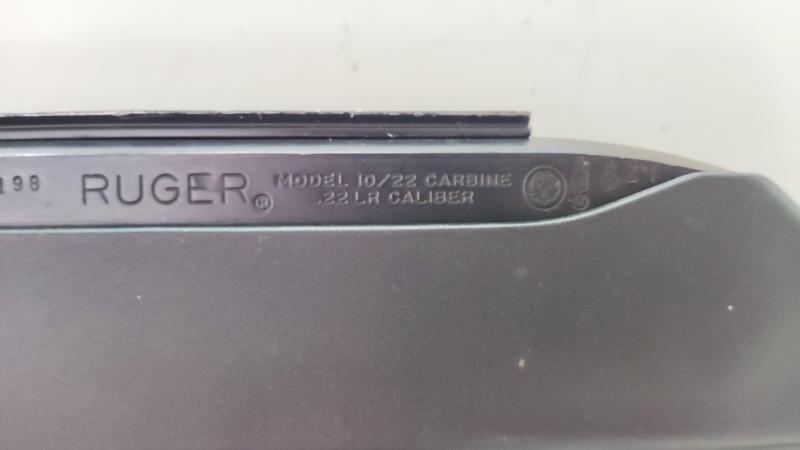 198 RUGER® MODEL 10/22 CARBINE
.22 LR CALIBER